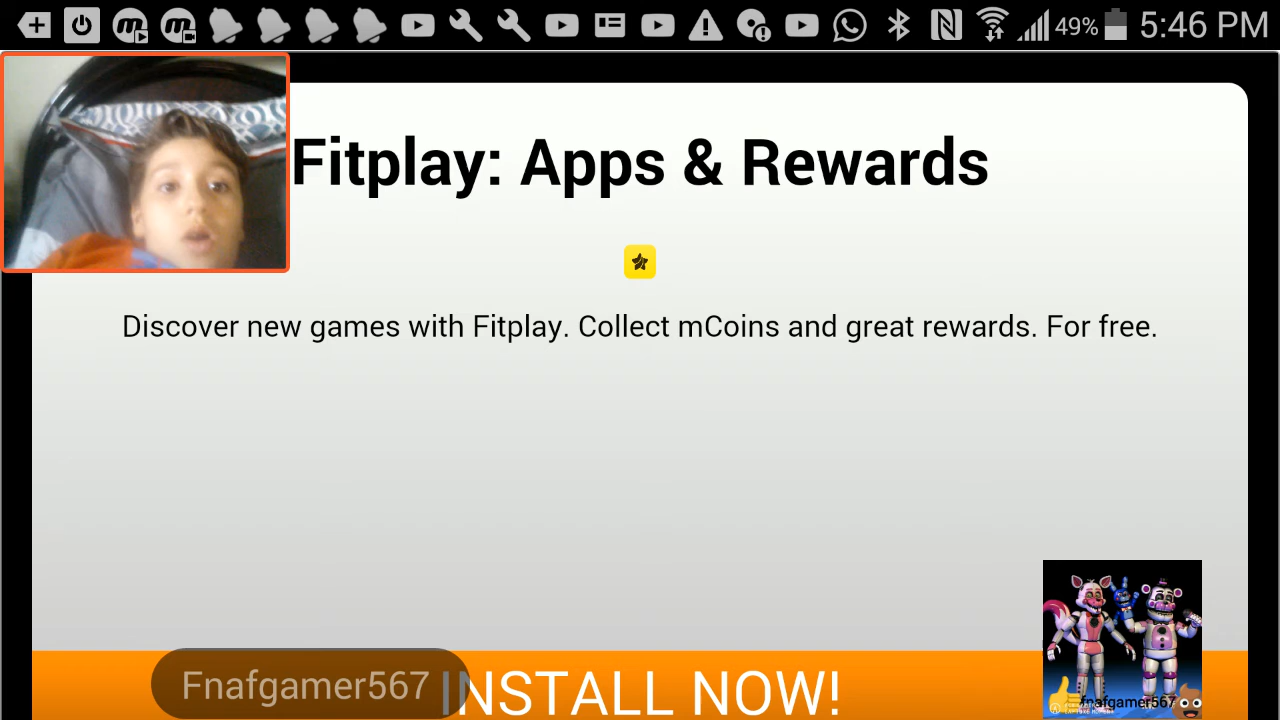 49% 5:46 PM
Fitplay: Apps & Rewards
Discover new games with Fitplay. Collect mCoins and great rewards. For free.
Fnafgamer567
INSTALL NOW!
fnafgamer567